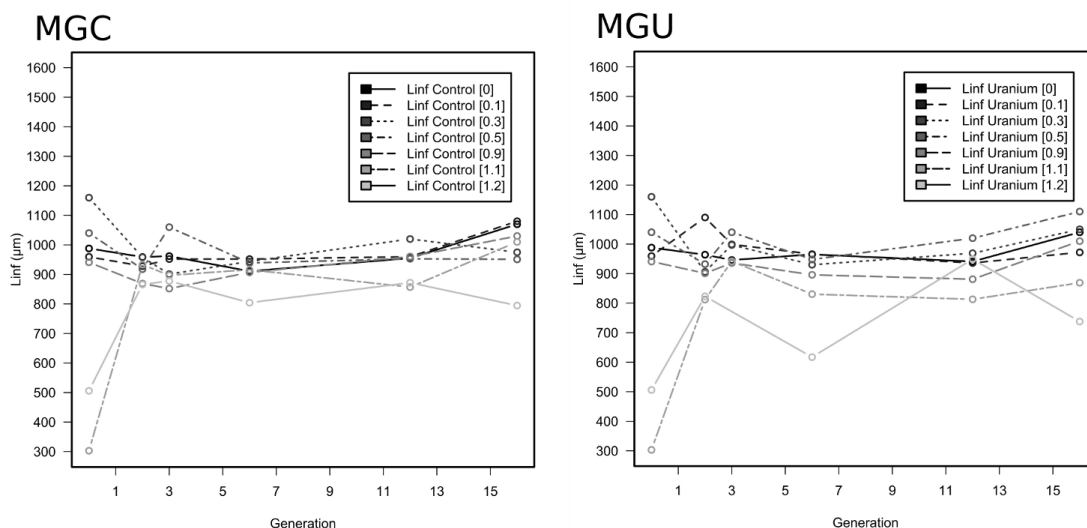 MGC
1600
1500
1400
1300
1200
1100
1000
900
800
700
600
500
400
300
Linf (µm)
Linf Control [0]
Linf Control [0.1]
Linf Control [0.3]
Linf Control [0.5]
Linf Control [0.9]
Linf Control [1.1]
Linf Control [1.2]
1 3 5 7 9 11 13 15
Generation
MGU
1600
1500
1400
1300
1200
1100
1000
900
800
700
600
500
400
300
Linf (µm)
Linf Uranium [0]
Linf Uranium [0.1]
Linf Uranium [0.3]
Linf Uranium [0.5]
Linf Uranium [0.9]
Linf Uranium [1.1]
Linf Uranium [1.2]
1 3 5 7 9 11 13 15
Generation